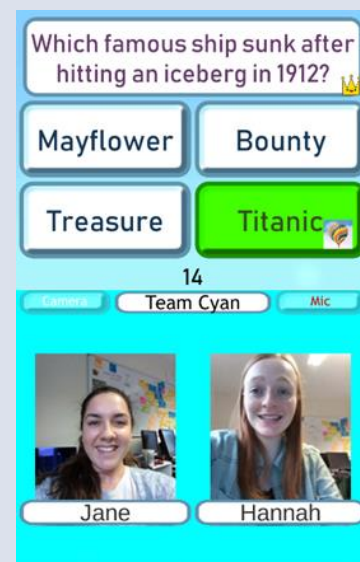 Which famous ship sunk after
hitting an iceberg in 1912?
Mayflower
Bounty
Treasure
Titanic
14
Camera
Team Cyan
Mic
Jane
Hannah